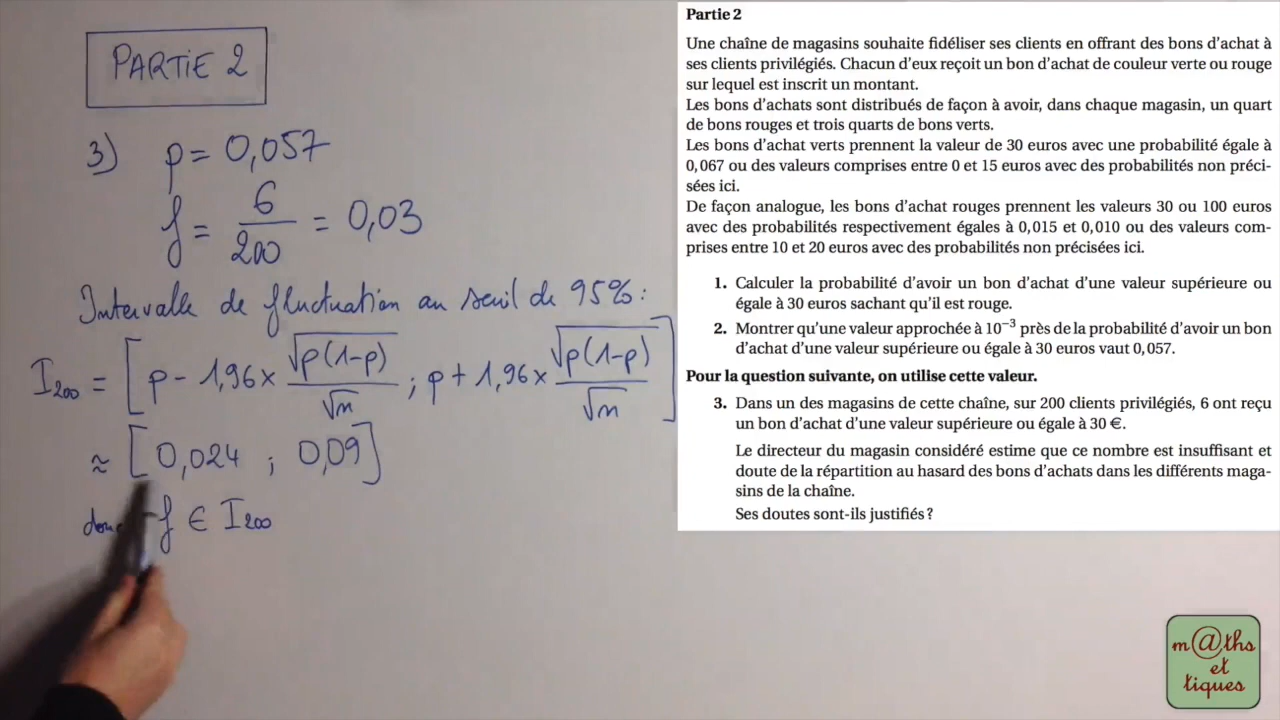 PARTIE 2
3) p = 0,057
f = 6/200 = 0,03
Intervalle de fluctuation au seuil de 95% :
I₂₀₀ = [ p − 1,96 × √(p(1−p))/√n ; p + 1,96 × √(p(1−p))/√n ]
≈ [ 0,024 ; 0,09 ]
donc f ∈ I₂₀₀
Partie 2
Une chaîne de magasins souhaite fidéliser ses clients en offrant des bons d'achat à
ses clients privilégiés. Chacun d'eux reçoit un bon d'achat de couleur verte ou rouge
sur lequel est inscrit un montant.
Les bons d'achats sont distribués de façon à avoir, dans chaque magasin, un quart
de bons rouges et trois quarts de bons verts.
Les bons d'achat verts prennent la valeur de 30 euros avec une probabilité égale à
0,067 ou des valeurs comprises entre 0 et 15 euros avec des probabilités non préci-
sées ici.
De façon analogue, les bons d'achat rouges prennent les valeurs 30 ou 100 euros
avec des probabilités respectivement égales à 0,015 et 0,010 ou des valeurs com-
prises entre 10 et 20 euros avec des probabilités non précisées ici.
1. Calculer la probabilité d'avoir un bon d'achat d'une valeur supérieure ou
égale à 30 euros sachant qu'il est rouge.
2. Montrer qu'une valeur approchée à 10⁻³ près de la probabilité d'avoir un bon
d'achat d'une valeur supérieure ou égale à 30 euros vaut 0,057.
Pour la question suivante, on utilise cette valeur.
3. Dans un des magasins de cette chaîne, sur 200 clients privilégiés, 6 ont reçu
un bon d'achat d'une valeur supérieure ou égale à 30 €.
Le directeur du magasin considéré estime que ce nombre est insuffisant et
doute de la répartition au hasard des bons d'achats dans les différents maga-
sins de la chaîne.
Ses doutes sont-ils justifiés ?
m@ths
et
tiques